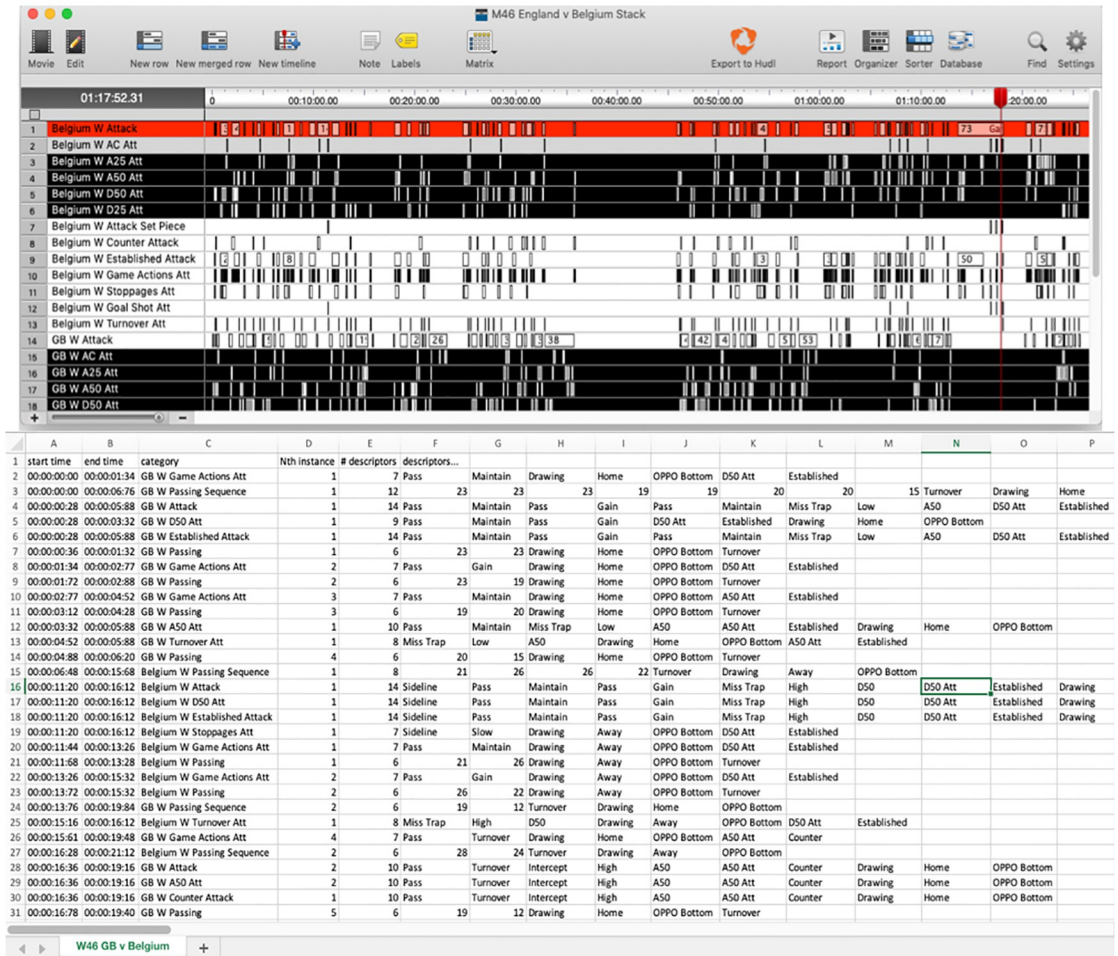 M46 England v Belgium Stack
Movie Edit New row New merged row New timeline Note Labels Matrix Export to Hudl Report Organizer Sorter Database Find Settings
01:17:52.31 0 00:10:00.00 00:20:00.00 00:30:00.00 00:40:00.00 00:50:00.00 01:00:00.00 01:10:00.00 :20:00.00
1 Belgium W Attack 1 4 73 Ga 7
2 Belgium W AC Att
3 Belgium W A25 Att
4 Belgium W A50 Att
5 Belgium W D50 Att
6 Belgium W D25 Att
7 Belgium W Attack Set Piece
8 Belgium W Counter Attack
9 Belgium W Established Attack 8 3 50 5
10 Belgium W Game Actions Att
11 Belgium W Stoppages Att
12 Belgium W Goal Shot Att
13 Belgium W Turnover Att
14 GB W Attack 2 26 38 42 4 5 53 7
15 GB W AC Att
16 GB W A25 Att
17 GB W A50 Att
18 GB W D50 Att
+ −
A B C D E F G H I J K L M N O P
1 start time end time category Nth instance # descriptors descriptors...
2 00:00:00:00 00:00:01:34 GB W Game Actions Att 1 7 Pass Maintain Drawing Home OPPO Bottom D50 Att Established
3 00:00:00:00 00:00:06:76 GB W Passing Sequence 1 12 23 23 23 19 19 20 20 15 Turnover Drawing Home
4 00:00:00:28 00:00:05:88 GB W Attack 1 14 Pass Maintain Pass Gain Pass Maintain Miss Trap Low A50 D50 Att Established
5 00:00:00:28 00:00:03:32 GB W D50 Att 1 9 Pass Maintain Pass Gain D50 Att Established Drawing Home OPPO Bottom
6 00:00:00:28 00:00:05:88 GB W Established Attack 1 14 Pass Maintain Pass Gain Pass Maintain Miss Trap Low A50 D50 Att Established
7 00:00:00:36 00:00:01:32 GB W Passing 1 6 23 23 Drawing Home OPPO Bottom Turnover
8 00:00:01:34 00:00:02:77 GB W Game Actions Att 2 7 Pass Gain Drawing Home OPPO Bottom D50 Att Established
9 00:00:01:72 00:00:02:88 GB W Passing 2 6 23 19 Drawing Home OPPO Bottom Turnover
10 00:00:02:77 00:00:04:52 GB W Game Actions Att 3 7 Pass Maintain Drawing Home OPPO Bottom A50 Att Established
11 00:00:03:12 00:00:04:28 GB W Passing 3 6 19 20 Drawing Home OPPO Bottom Turnover
12 00:00:03:32 00:00:05:88 GB W A50 Att 1 10 Pass Maintain Miss Trap Low A50 A50 Att Established Drawing Home OPPO Bottom
13 00:00:04:52 00:00:05:88 GB W Turnover Att 1 8 Miss Trap Low A50 Drawing Home OPPO Bottom A50 Att Established
14 00:00:04:88 00:00:06:20 GB W Passing 4 6 20 15 Drawing Home OPPO Bottom Turnover
15 00:00:06:48 00:00:15:68 Belgium W Passing Sequence 1 8 21 26 26 22 Turnover Drawing Away OPPO Bottom
16 00:00:11:20 00:00:16:12 Belgium W Attack 1 14 Sideline Pass Maintain Pass Gain Miss Trap High D50 D50 Att Established Drawing
17 00:00:11:20 00:00:16:12 Belgium W D50 Att 1 14 Sideline Pass Maintain Pass Gain Miss Trap High D50 D50 Att Established Drawing
18 00:00:11:20 00:00:16:12 Belgium W Established Attack 1 14 Sideline Pass Maintain Pass Gain Miss Trap High D50 D50 Att Established Drawing
19 00:00:11:20 00:00:16:12 Belgium W Stoppages Att 1 7 Sideline Slow Drawing Away OPPO Bottom D50 Att Established
20 00:00:11:44 00:00:13:26 Belgium W Game Actions Att 1 7 Pass Maintain Drawing Away OPPO Bottom D50 Att Established
21 00:00:11:68 00:00:13:28 Belgium W Passing 1 6 21 26 Drawing Away OPPO Bottom Turnover
22 00:00:13:26 00:00:15:32 Belgium W Game Actions Att 2 7 Pass Gain Drawing Away OPPO Bottom D50 Att Established
23 00:00:13:72 00:00:15:32 Belgium W Passing 2 6 26 22 Drawing Away OPPO Bottom Turnover
24 00:00:13:76 00:00:19:84 GB W Passing Sequence 2 6 19 12 Turnover Drawing Home OPPO Bottom
25 00:00:15:16 00:00:16:12 Belgium W Turnover Att 1 8 Miss Trap High D50 Drawing Away OPPO Bottom D50 Att Established
26 00:00:15:61 00:00:19:48 GB W Game Actions Att 4 7 Pass Turnover Drawing Home OPPO Bottom A50 Att Counter
27 00:00:16:28 00:00:21:12 Belgium W Passing Sequence 2 6 28 24 Turnover Drawing Away OPPO Bottom
28 00:00:16:36 00:00:19:16 GB W Attack 2 10 Pass Turnover Intercept High A50 A50 Att Counter Drawing Home OPPO Bottom
29 00:00:16:36 00:00:19:16 GB W A50 Att 2 10 Pass Turnover Intercept High A50 A50 Att Counter Drawing Home OPPO Bottom
30 00:00:16:36 00:00:19:16 GB W Counter Attack 1 10 Pass Turnover Intercept High A50 A50 Att Counter Drawing Home OPPO Bottom
31 00:00:16:78 00:00:19:40 GB W Passing 5 6 19 12 Drawing Home OPPO Bottom Turnover
W46 GB v Belgium +